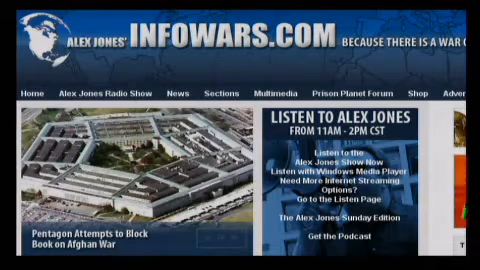 ALEX JONES' INFOWARS.COM BECAUSE THERE IS A WAR
Home Alex Jones Radio Show News Sections Multimedia Prison Planet Forum Shop
LISTEN TO ALEX JONES
FROM 11AM - 2PM CST
Listen to the
Alex Jones Show Now
Listen with Windows Media Player
Need More Internet Streaming
Options?
Go to the Listen Page
The Alex Jones Sunday Edition
Get the Podcast
Pentagon Attempts to Block
Book on Afghan War